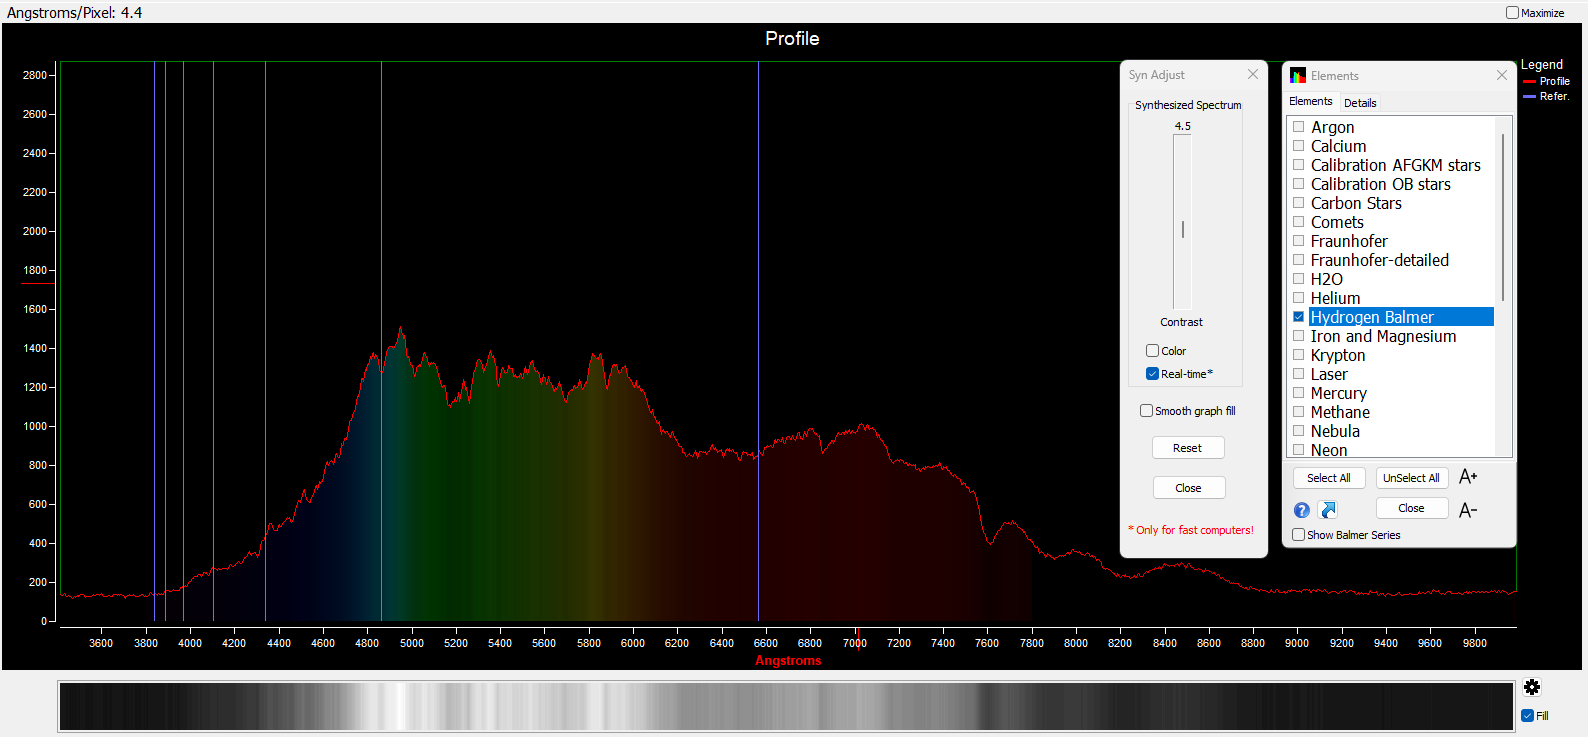 Angstroms/Pixel: 4.4
Maximize
Profile
Legend
Profile
Refer.
2800
2600
2400
2200
2000
1800
1600
1400
1200
1000
800
600
400
200
0
3600 3800 4000 4200 4400 4600 4800 5000 5200 5400 5600 5800 6000 6200 6400 6600 6800 7000 7200 7400 7600 7800 8000 8200 8400 8600 8800 9000 9200 9400 9600 9800
Angstroms
Syn Adjust
Synthesized Spectrum
4.5
Contrast
Color
Real-time*
Smooth graph fill
Reset
Close
* Only for fast computers!
Elements
Elements Details
Argon
Calcium
Calibration AFGKM stars
Calibration OB stars
Carbon Stars
Comets
Fraunhofer
Fraunhofer-detailed
H2O
Helium
Hydrogen Balmer
Iron and Magnesium
Krypton
Laser
Mercury
Methane
Nebula
Neon
Select All UnSelect All A+
? Close A-
Show Balmer Series
Fill